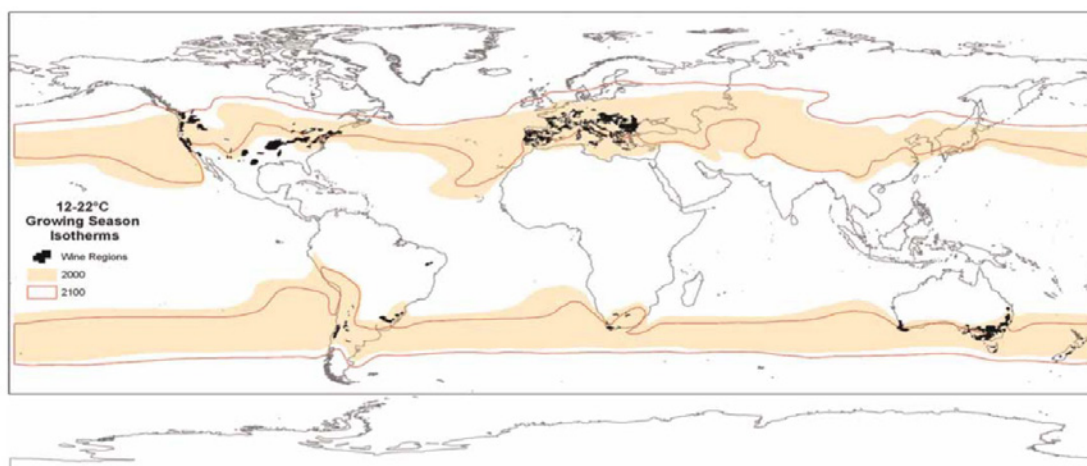 12-22°C
Growing Season
Isotherms
Wine Regions
2000
2100